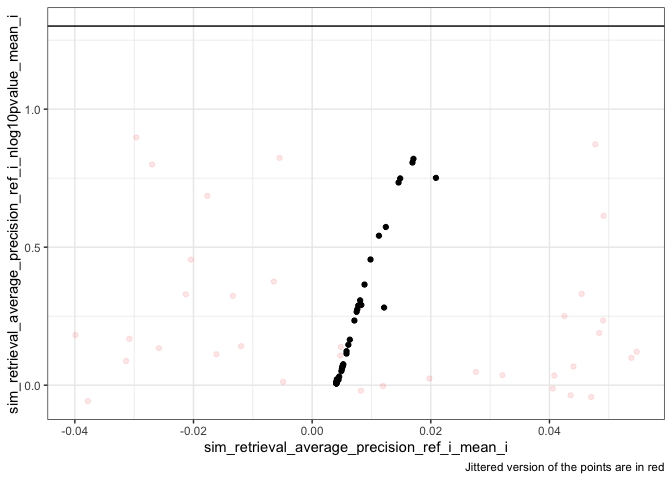 sim_retrieval_average_precision_ref_i_nlog10pvalue_mean_i
1.0
0.5
0.0
-0.04
-0.02
0.00
0.02
0.04
sim_retrieval_average_precision_ref_i_mean_i
Jittered version of the points are in red